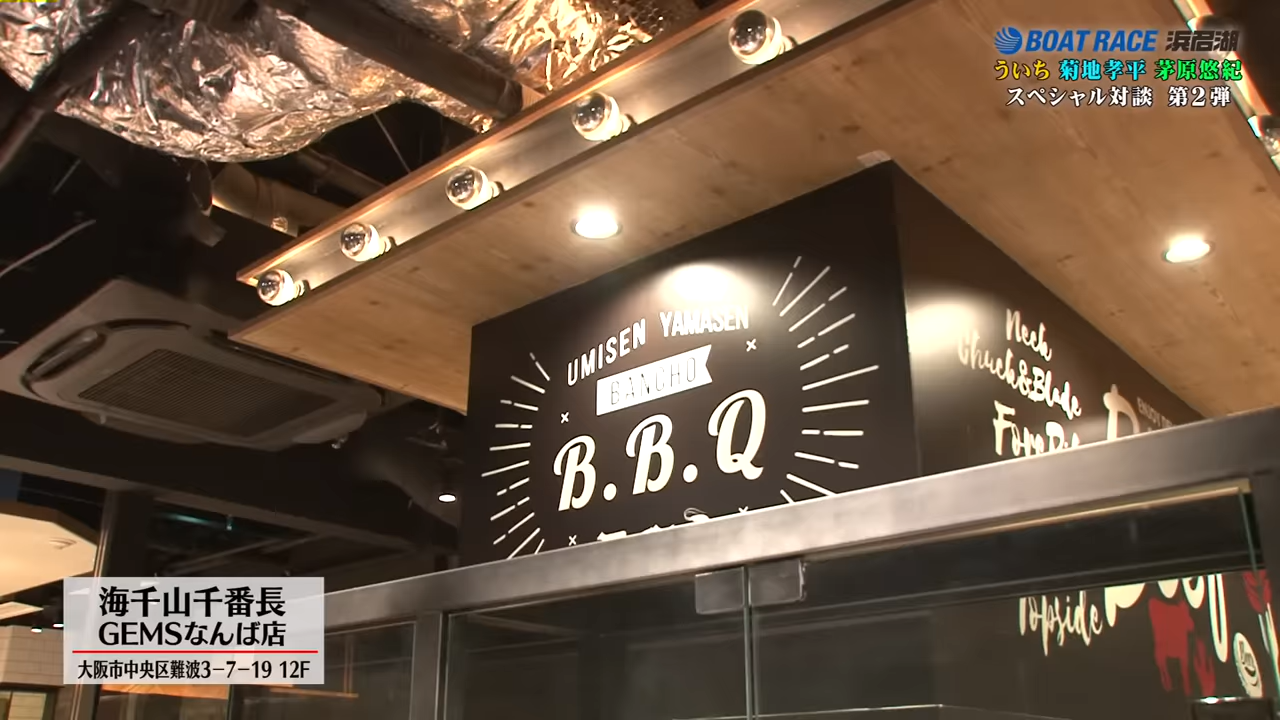 BOAT RACE 浜名湖
ういち 菊地孝平 茅原悠紀
スペシャル対談 第2弾
UMISEN YAMASEN
BANCHO
B.B.Q
Neck
Chuck&Blade
Fore
Topside
海千山千番長
GEMSなんば店
大阪市中央区難波3-7-19 12F